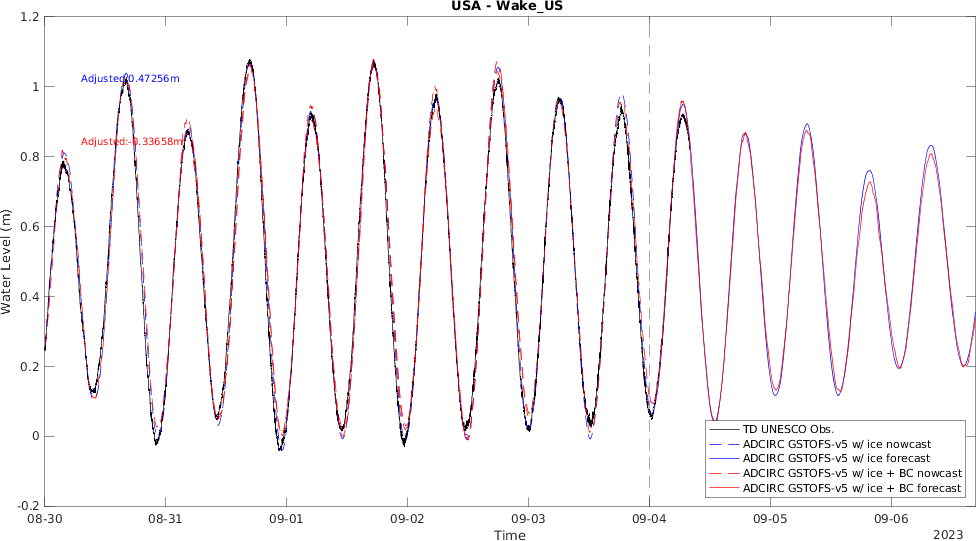 USA - Wake_US
1.2
1
0.8
0.6
0.4
0.2
0
-0.2
Water Level (m)
Adjusted:0.47256m
Adjusted:-0.33658m
TD UNESCO Obs.
ADCIRC GSTOFS-v5 w/ ice nowcast
ADCIRC GSTOFS-v5 w/ ice forecast
ADCIRC GSTOFS-v5 w/ ice + BC nowcast
ADCIRC GSTOFS-v5 w/ ice + BC forecast
08-30 08-31 09-01 09-02 09-03 09-04 09-05 09-06
Time
2023